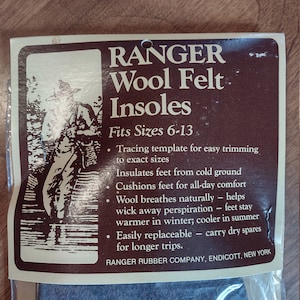 RANGER
Wool Felt
Insoles
Fits Sizes 6-13
• Tracing template for easy trimming
to exact sizes
• Insulates feet from cold ground
• Cushions feet for all-day comfort
• Wool breathes naturally – helps
wick away perspiration – feet stay
warmer in winter; cooler in summer
• Easily replaceable – carry dry spares
for longer trips.
RANGER RUBBER COMPANY, ENDICOTT, NEW YORK